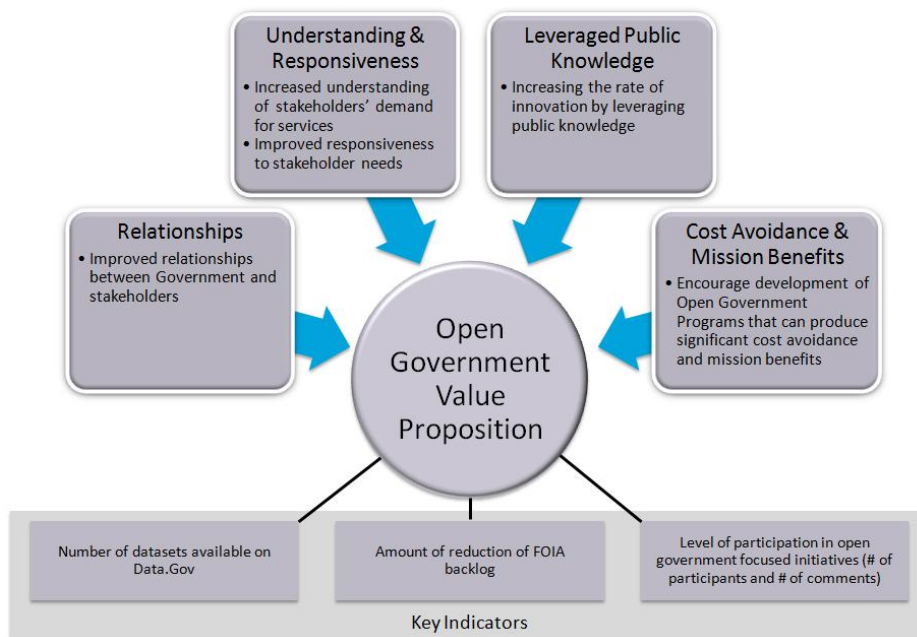 Understanding &
Responsiveness
• Increased understanding
of stakeholders' demand
for services
• Improved responsiveness
to stakeholder needs
Leveraged Public
Knowledge
• Increasing the rate of
innovation by leveraging
public knowledge
Relationships
• Improved relationships
between Government and
stakeholders
Cost Avoidance &
Mission Benefits
• Encourage development of
Open Government
Programs that can produce
significant cost avoidance
and mission benefits
Open
Government
Value
Proposition
Number of datasets available on
Data.Gov
Amount of reduction of FOIA
backlog
Level of participation in open
government focused initiatives (# of
participants and # of comments)
Key Indicators